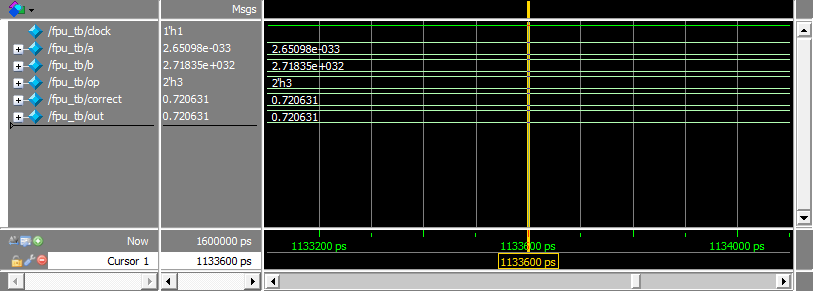 Msgs
/fpu_tb/clock 1'h1
/fpu_tb/a 2.65098e-033 2.65098e-033
/fpu_tb/b 2.71835e+032 2.71835e+032
/fpu_tb/op 2'h3 2'h3
/fpu_tb/correct 0.720631 0.720631
/fpu_tb/out 0.720631 0.720631
Now 1600000 ps 1133200 ps 1133600 ps 1134000 ps
Cursor 1 1133600 ps 1133600 ps